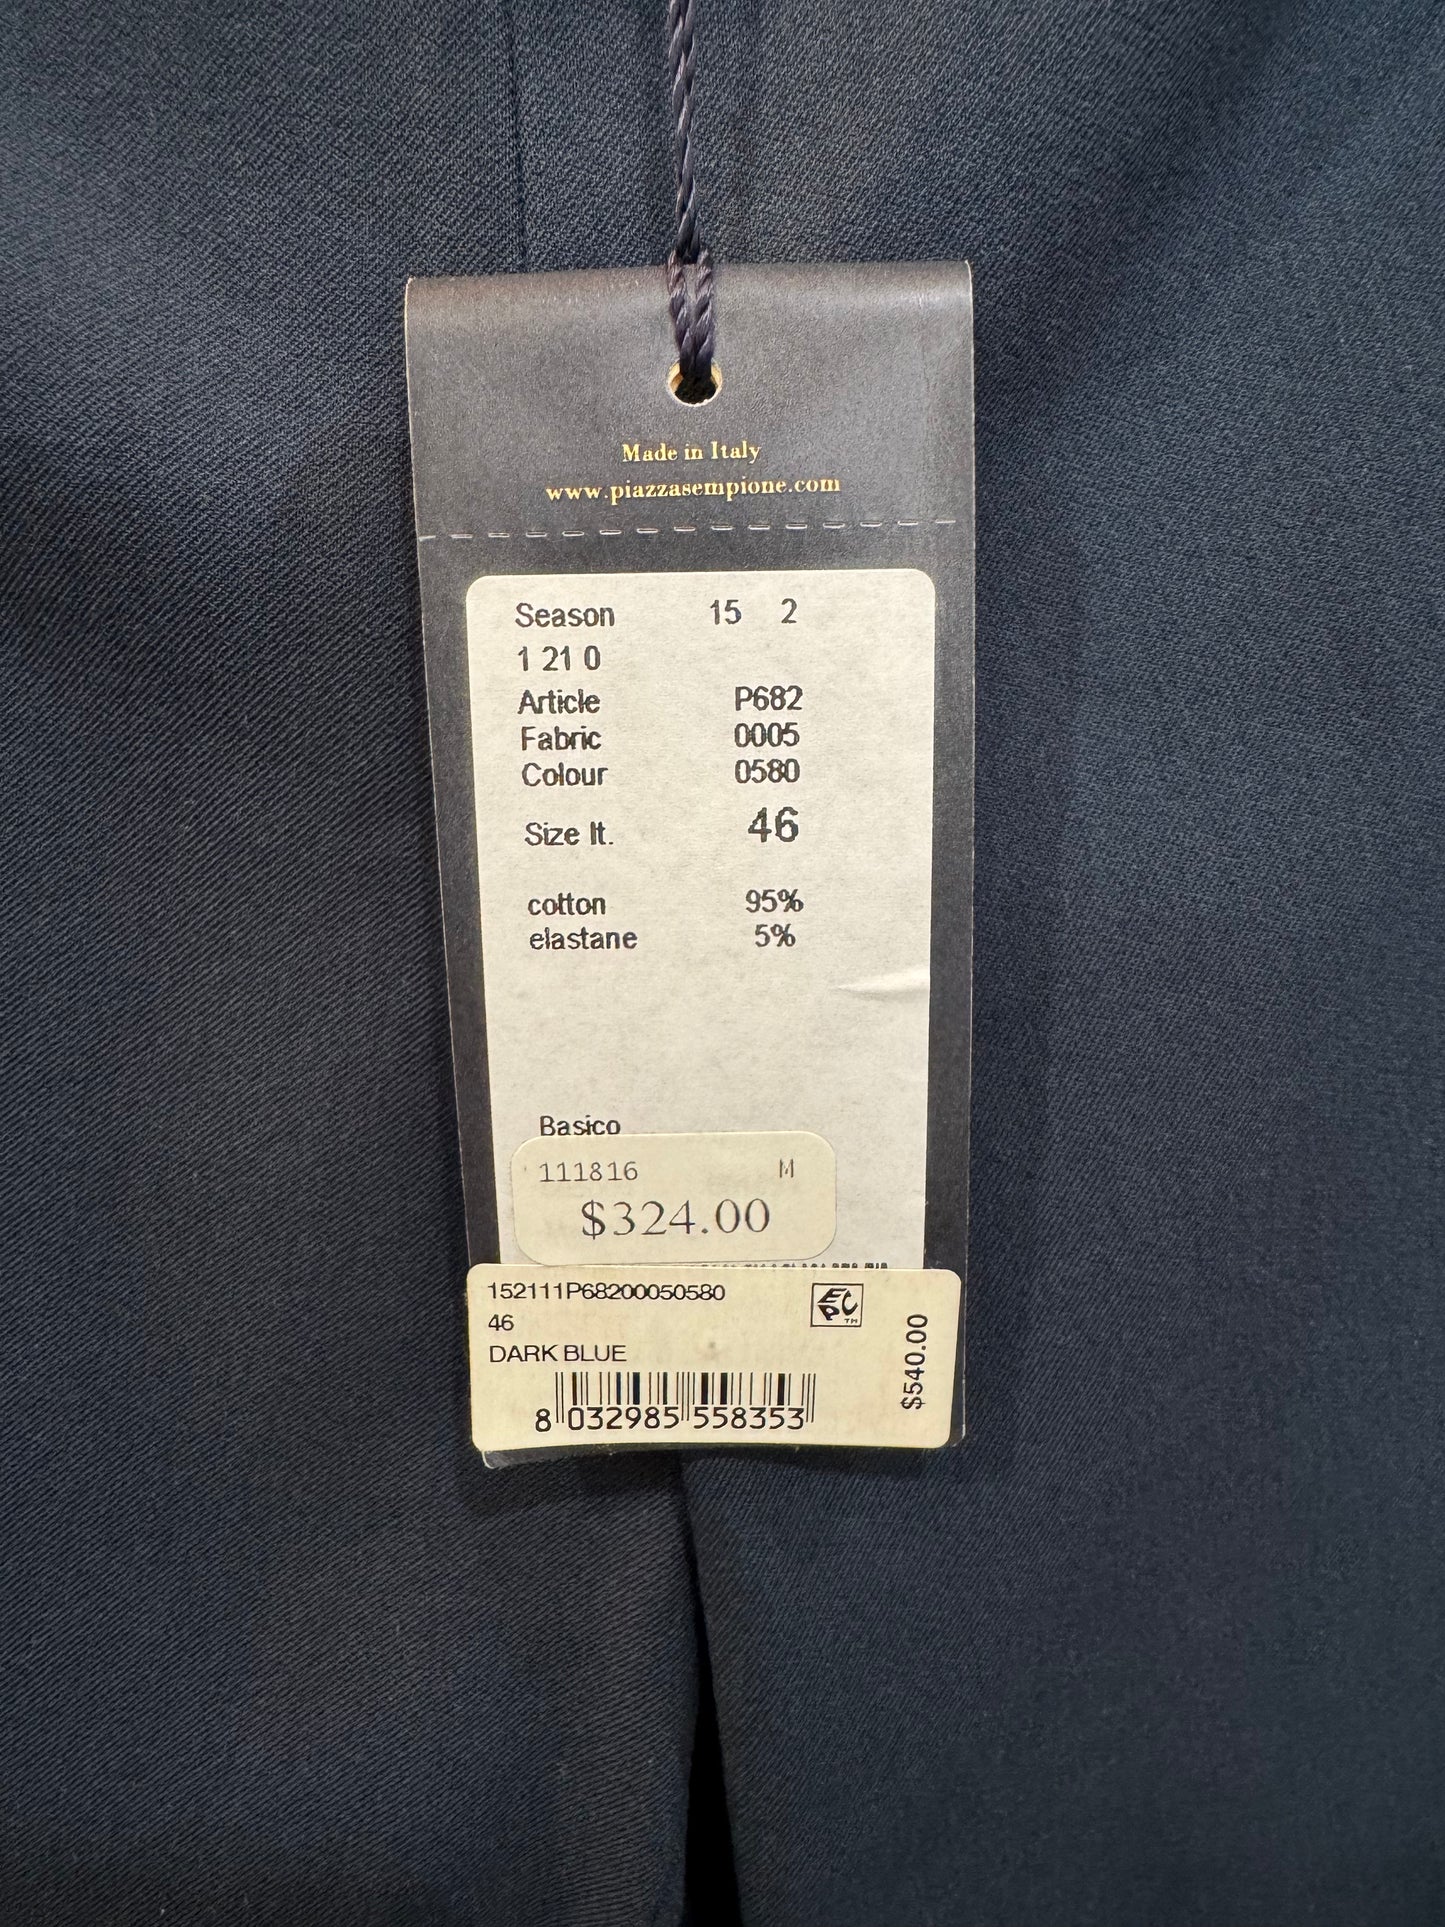 Made in Italy
www.piazzasempione.com
Season 15 2
1 21 0
Article P682
Fabric 0005
Colour 0580
Size It. 46
cotton 95%
elastane 5%
Basico
111816 M
$324.00
152111P68200050580
46
DARK BLUE
EPC TM
$540.00
8 032985 558353